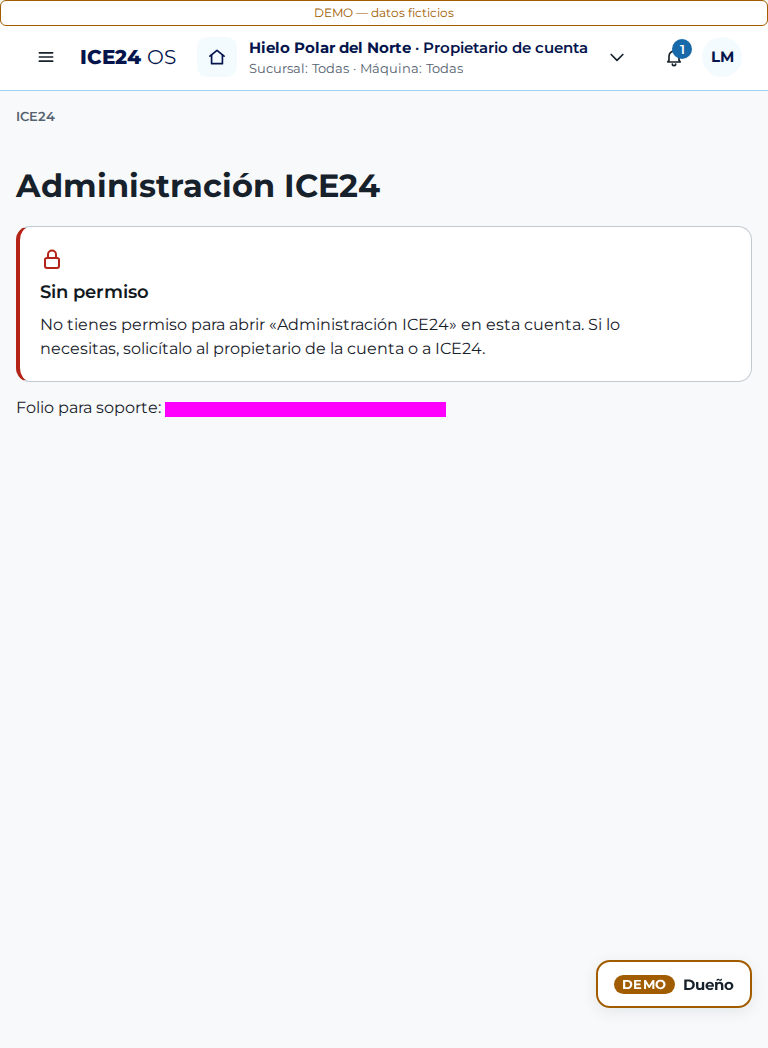 DEMO — datos ficticios
ICE24 OS
Hielo Polar del Norte · Propietario de cuenta
Sucursal: Todas · Máquina: Todas
1
LM
ICE24
Administración ICE24
Sin permiso
No tienes permiso para abrir «Administración ICE24» en esta cuenta. Si lo
necesitas, solicítalo al propietario de la cuenta o a ICE24.
Folio para soporte:
DEMO Dueño